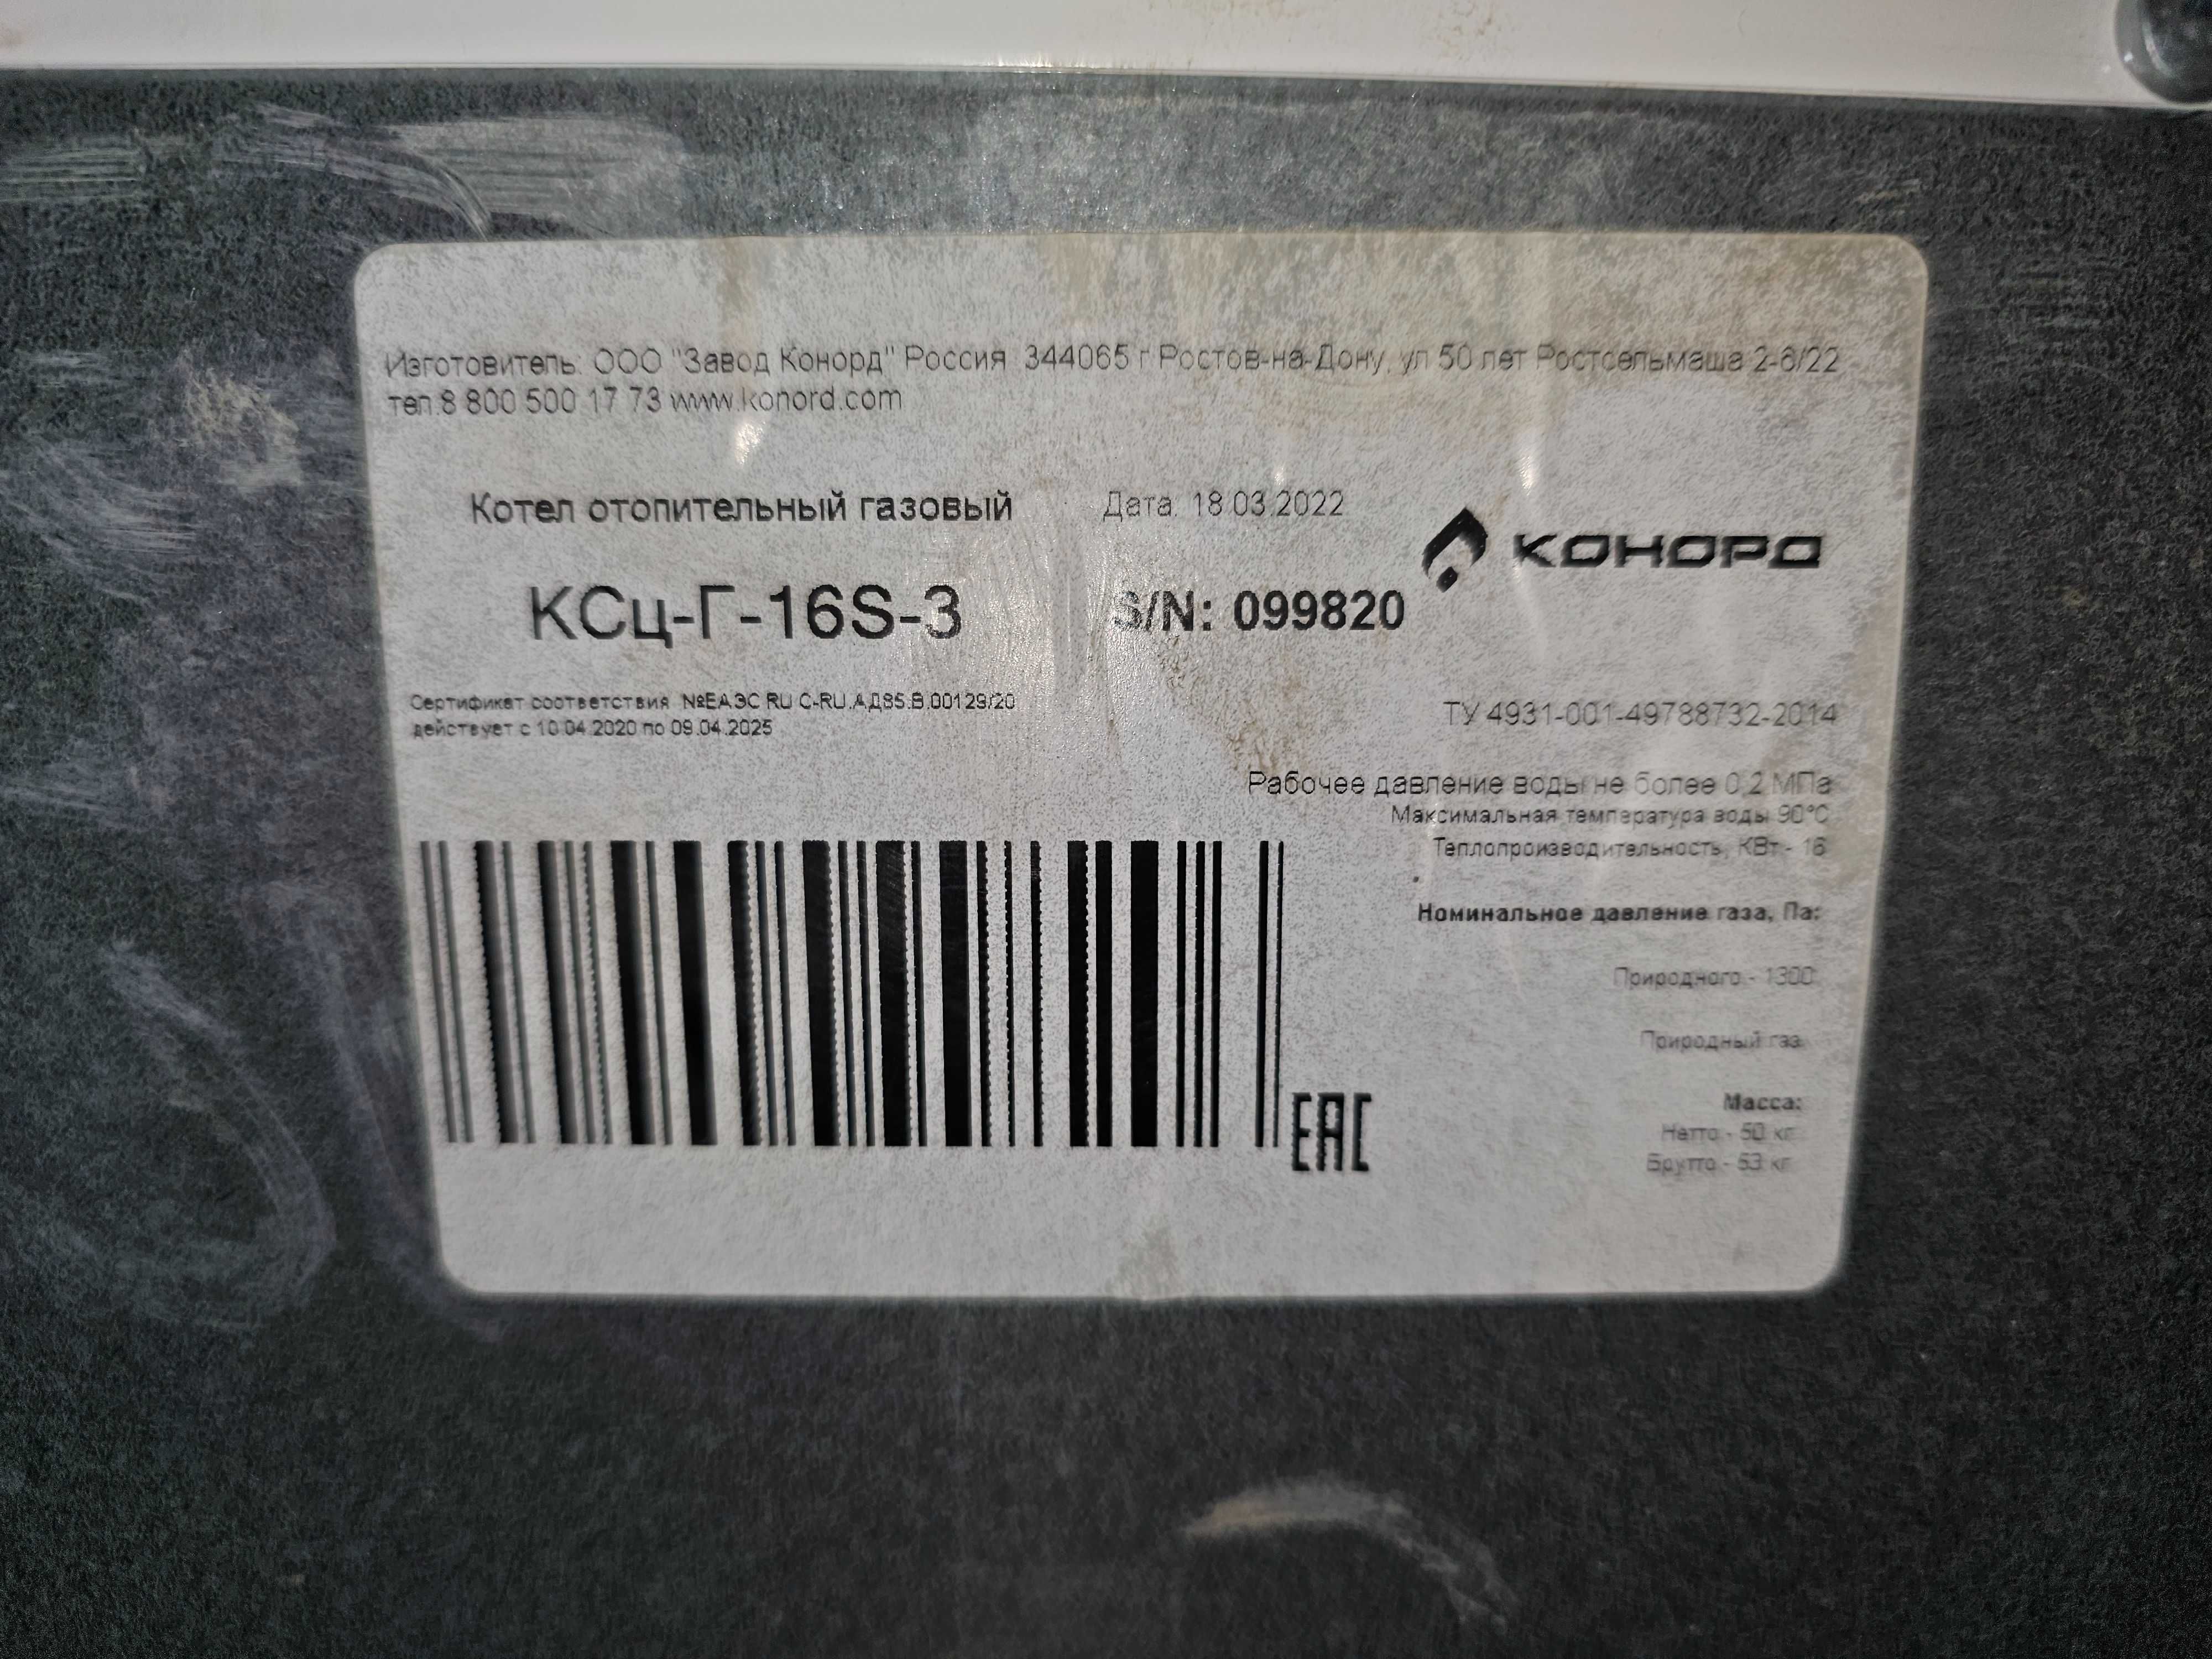 Изготовитель: ООО "Завод Конорд" Россия 344065 г Ростов-на-Дону, ул 50 лет Ростсельмаша 2-6/22
тел.8 800 500 17 73 www.konord.com
Котел отопительный газовый
Дата: 18.03.2022
КОНОРД
КСц-Г-16S-3
S/N: 099820
Сертификат соответствия №ЕАЭС RU C-RU.АД85.В.00129/20
действует с 10.04.2020 по 09.04.2025
ТУ 4931-001-49788732-2014
Рабочее давление воды не более 0,2 МПа
Максимальная температура воды 90°С
Теплопроизводительность, КВт - 16
Номинальное давление газа, Па:
Природного - 1300
Природный газ
Масса:
Нетто - 50 кг
Брутто - 53 кг
EAC